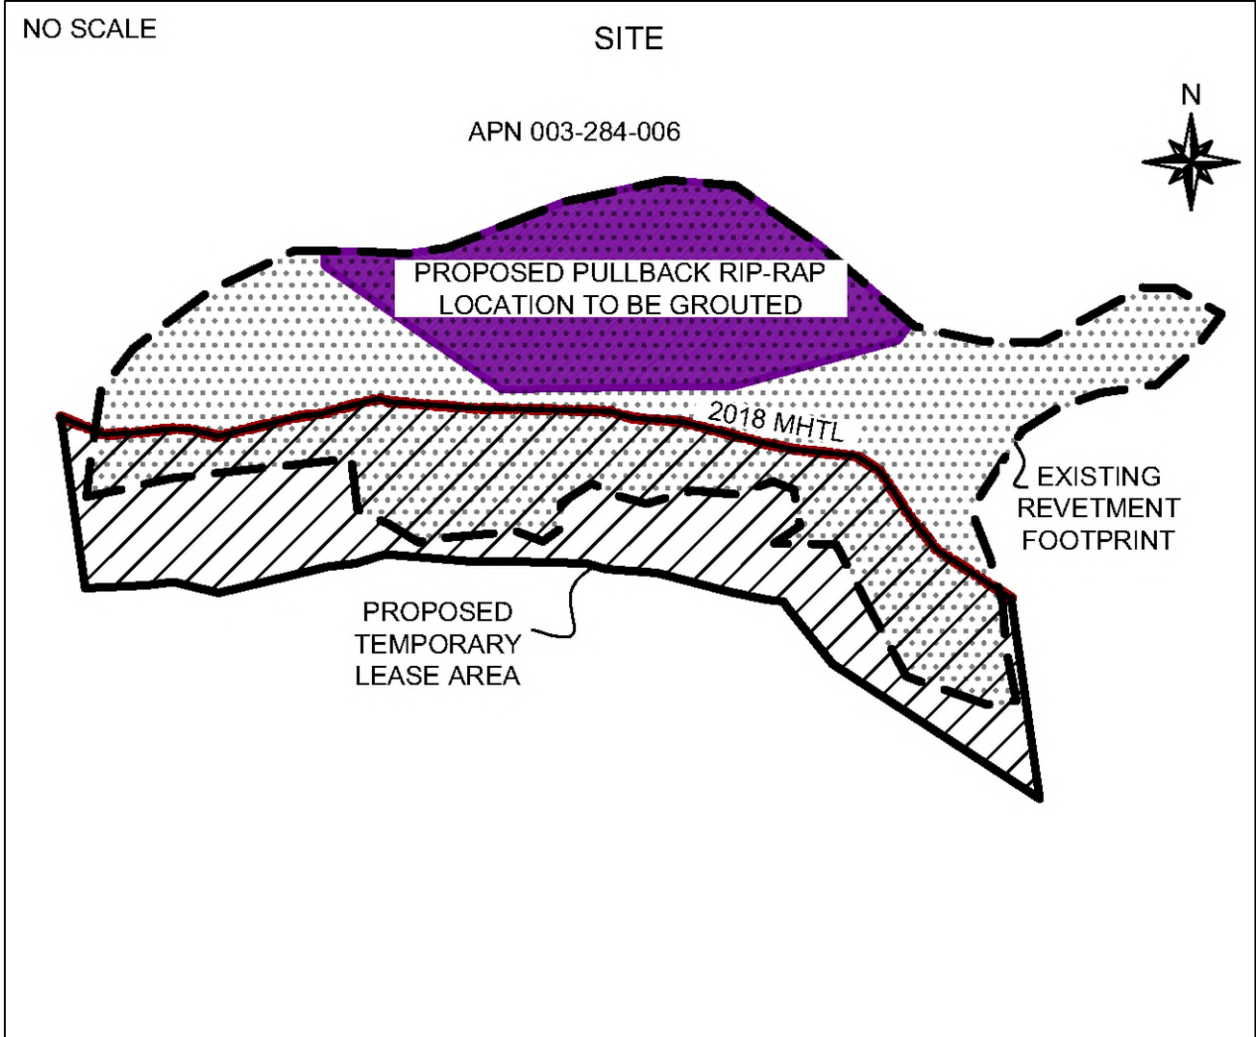 NO SCALE
SITE
APN 003-284-006
N
PROPOSED PULLBACK RIP-RAP
LOCATION TO BE GROUTED
2018 MHTL
EXISTING
REVETMENT
FOOTPRINT
PROPOSED
TEMPORARY
LEASE AREA